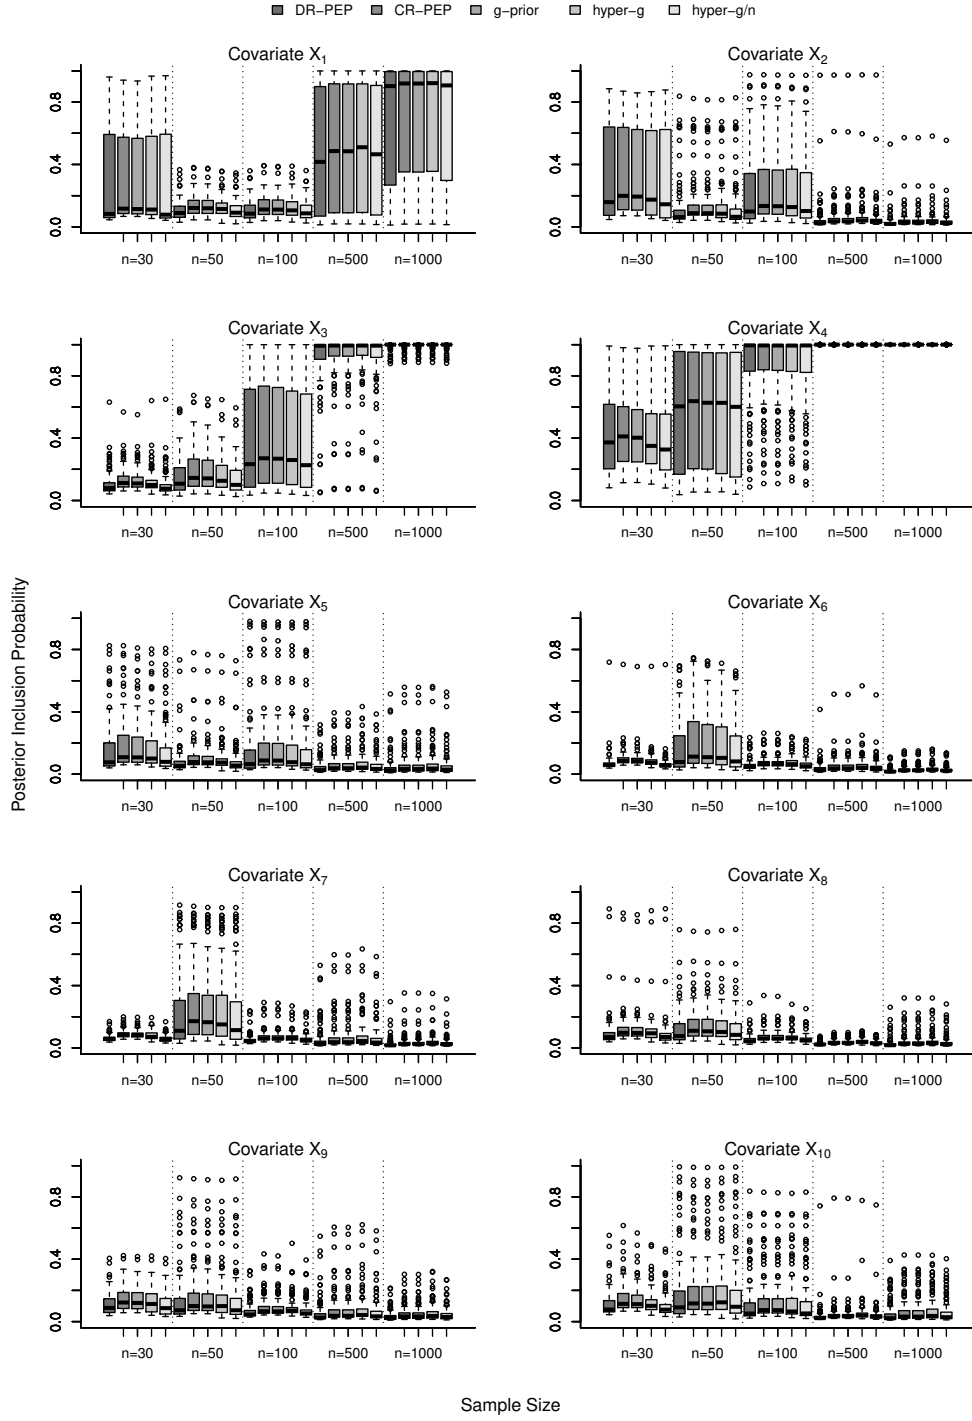 DR−PEP CR−PEP g−prior hyper−g hyper−g/n
Covariate X1
0.0 0.4 0.8
n=30 n=50 n=100 n=500 n=1000
Covariate X2
0.0 0.4 0.8
n=30 n=50 n=100 n=500 n=1000
Covariate X3
0.0 0.4 0.8
n=30 n=50 n=100 n=500 n=1000
Covariate X4
0.0 0.4 0.8
n=30 n=50 n=100 n=500 n=1000
Posterior Inclusion Probability
Covariate X5
0.0 0.4 0.8
n=30 n=50 n=100 n=500 n=1000
Covariate X6
0.0 0.4 0.8
n=30 n=50 n=100 n=500 n=1000
Covariate X7
0.0 0.4 0.8
n=30 n=50 n=100 n=500 n=1000
Covariate X8
0.0 0.4 0.8
n=30 n=50 n=100 n=500 n=1000
Covariate X9
0.0 0.4 0.8
n=30 n=50 n=100 n=500 n=1000
Covariate X10
0.0 0.4 0.8
n=30 n=50 n=100 n=500 n=1000
Sample Size